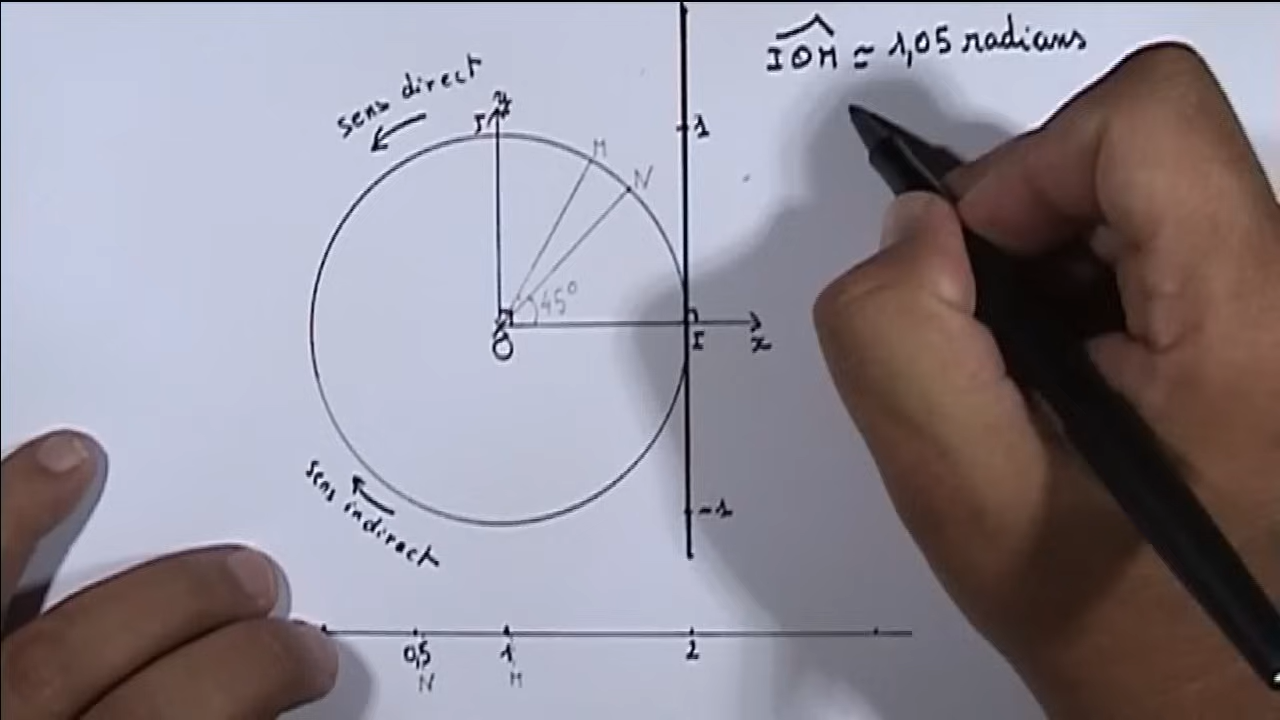 IOM ≃ 1,05 radians
sens direct
y
J
M
1
N
45°
O
I
x
sens indirect
-1
0,5 1 2
N M